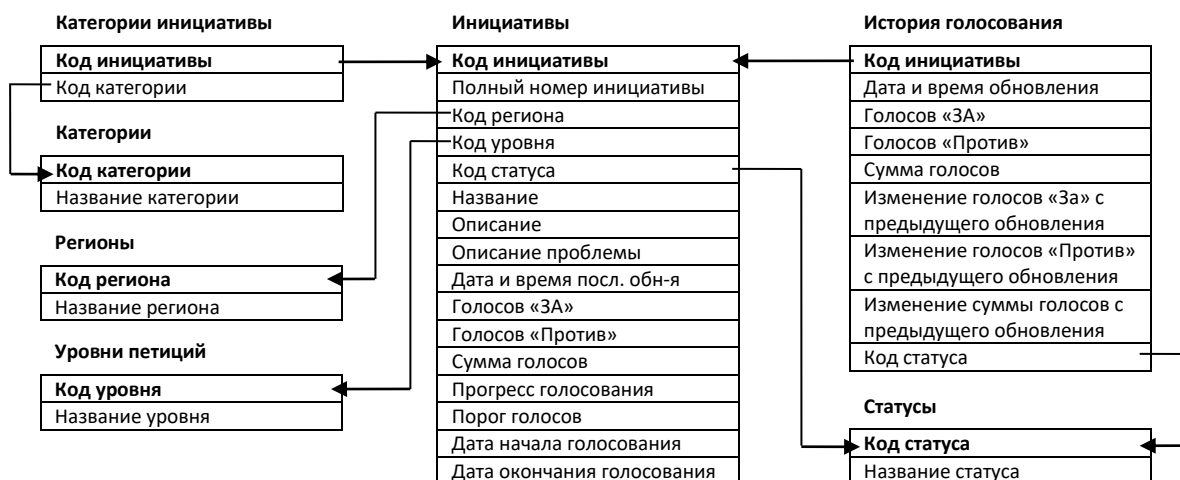 Категории инициативы
Код инициативы
Код категории
Категории
Код категории
Название категории
Регионы
Код региона
Название региона
Уровни петиций
Код уровня
Название уровня
Инициативы
Код инициативы
Полный номер инициативы
Код региона
Код уровня
Код статуса
Название
Описание
Описание проблемы
Дата и время посл. обн-я
Голосов «ЗА»
Голосов «Против»
Сумма голосов
Прогресс голосования
Порог голосов
Дата начала голосования
Дата окончания голосования
История голосования
Код инициативы
Дата и время обновления
Голосов «ЗА»
Голосов «Против»
Сумма голосов
Изменение голосов «За» с
предыдущего обновления
Изменение голосов «Против»
с предыдущего обновления
Изменение суммы голосов с
предыдущего обновления
Код статуса
Статусы
Код статуса
Название статуса